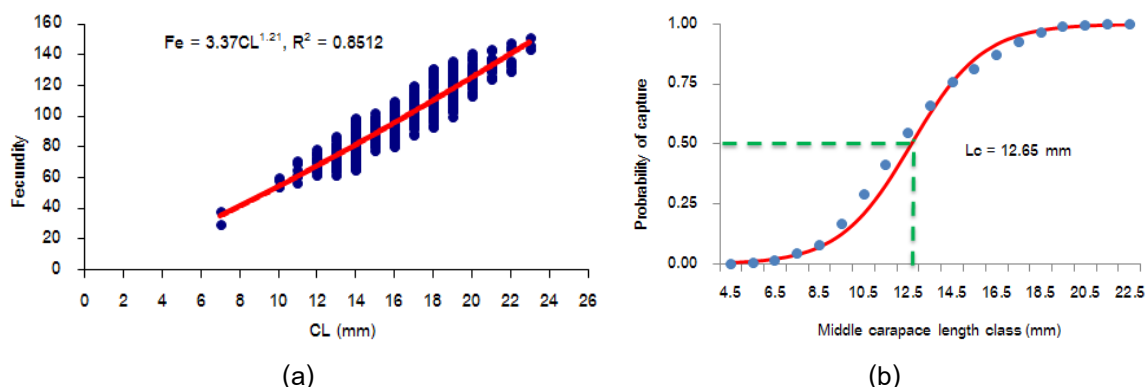 160
140
120
100
80
60
40
20
0
Fecundity
Fe = 3.37CL^1.21, R² = 0.8512
0 2 4 6 8 10 12 14 16 18 20 22 24 26
CL (mm)
(a)
1.00
0.75
0.50
0.25
0.00
Probrability of capture
Lc = 12.65 mm
4.5 6.5 8.5 10.5 12.5 14.5 16.5 18.5 20.5 22.5
Middle carapace length class (mm)
(b)